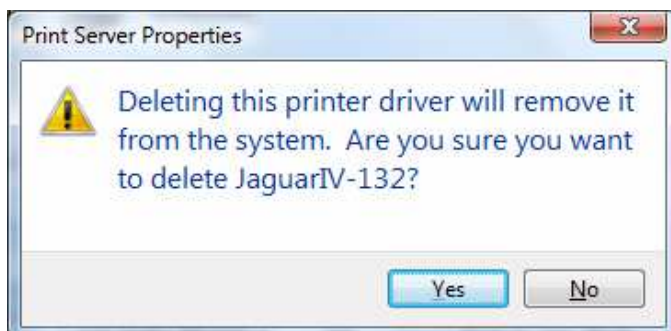 Print Server Properties
Deleting this printer driver will remove it
from the system.  Are you sure you want
to delete JaguarIV-132?
Yes
No